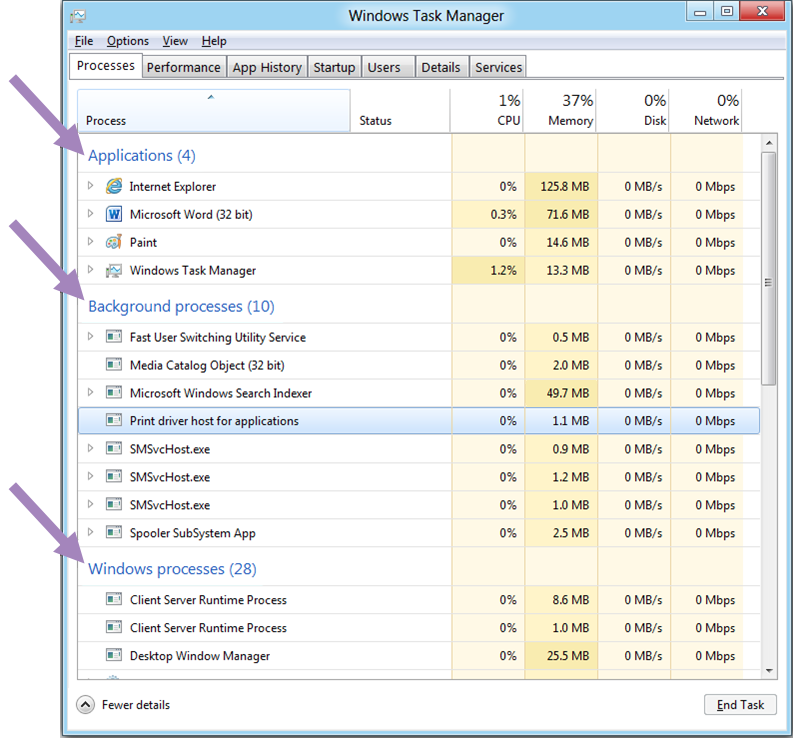 Windows Task Manager
File Options View Help
Processes Performance App History Startup Users Details Services
1% 37% 0% 0%
Process Status CPU Memory Disk Network
Applications (4)
Internet Explorer 0% 125.8 MB 0 MB/s 0 Mbps
Microsoft Word (32 bit) 0.3% 71.6 MB 0 MB/s 0 Mbps
Paint 0% 14.6 MB 0 MB/s 0 Mbps
Windows Task Manager 1.2% 13.3 MB 0 MB/s 0 Mbps
Background processes (10)
Fast User Switching Utility Service 0% 0.5 MB 0 MB/s 0 Mbps
Media Catalog Object (32 bit) 0% 2.0 MB 0 MB/s 0 Mbps
Microsoft Windows Search Indexer 0% 49.7 MB 0 MB/s 0 Mbps
Print driver host for applications 0% 1.1 MB 0 MB/s 0 Mbps
SMSvcHost.exe 0% 0.9 MB 0 MB/s 0 Mbps
SMSvcHost.exe 0% 1.2 MB 0 MB/s 0 Mbps
SMSvcHost.exe 0% 1.0 MB 0 MB/s 0 Mbps
Spooler SubSystem App 0% 2.5 MB 0 MB/s 0 Mbps
Windows processes (28)
Client Server Runtime Process 0% 8.6 MB 0 MB/s 0 Mbps
Client Server Runtime Process 0% 1.0 MB 0 MB/s 0 Mbps
Desktop Window Manager 0% 25.5 MB 0 MB/s 0 Mbps
Fewer details End Task